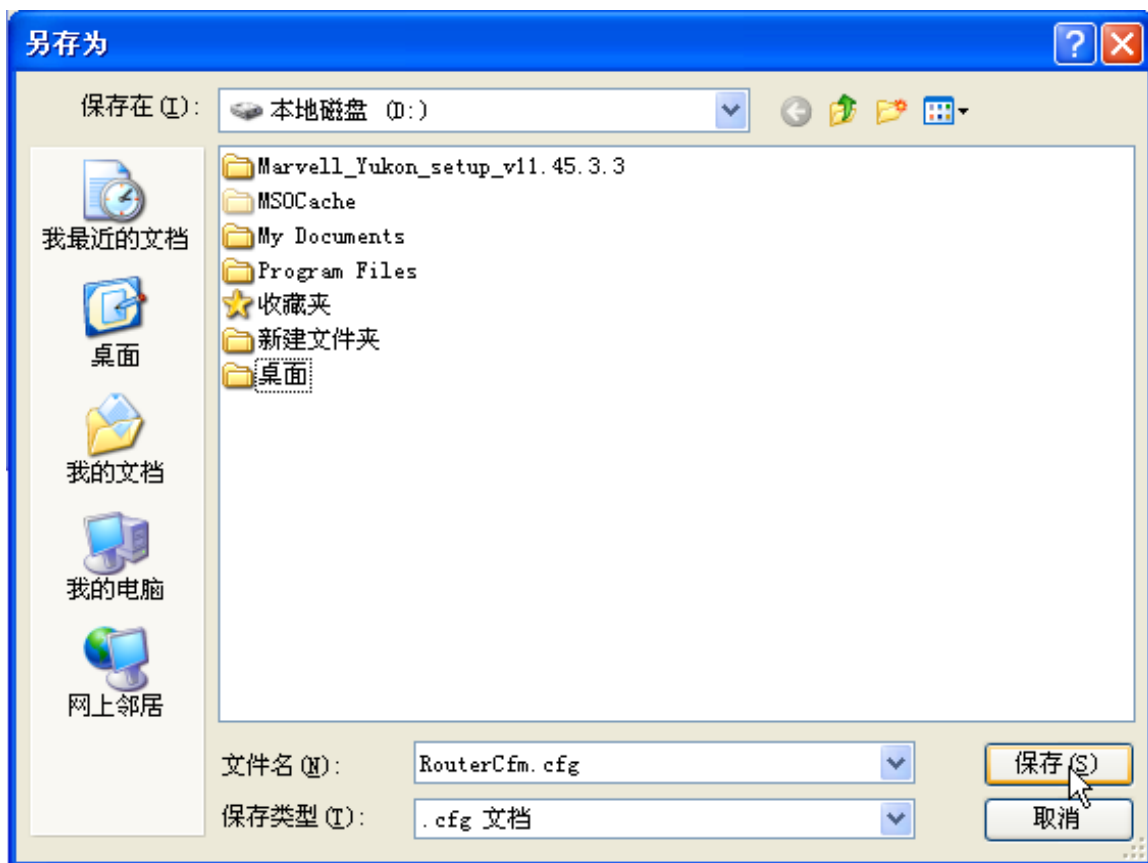 另存为
保存在(I):
本地磁盘 (D:)
Marvell_Yukon_setup_v11.45.3.3
MSOCache
My Documents
Program Files
收藏夹
新建文件夹
桌面
我最近的文档
桌面
我的文档
我的电脑
网上邻居
文件名(N):
RouterCfm.cfg
保存(S)
保存类型(T):
.cfg 文档
取消